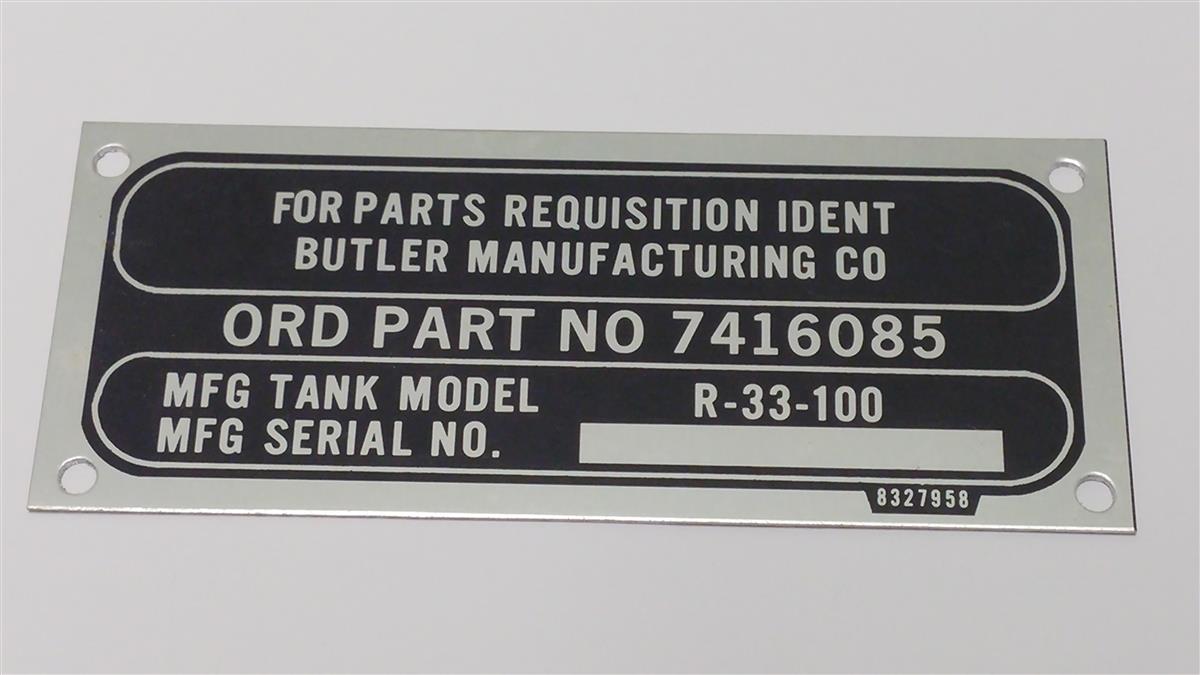 FOR PARTS REQUISITION IDENT
BUTLER MANUFACTURING CO
ORD PART NO 7416085
MFG TANK MODEL R-33-100
MFG SERIAL NO.
8327958